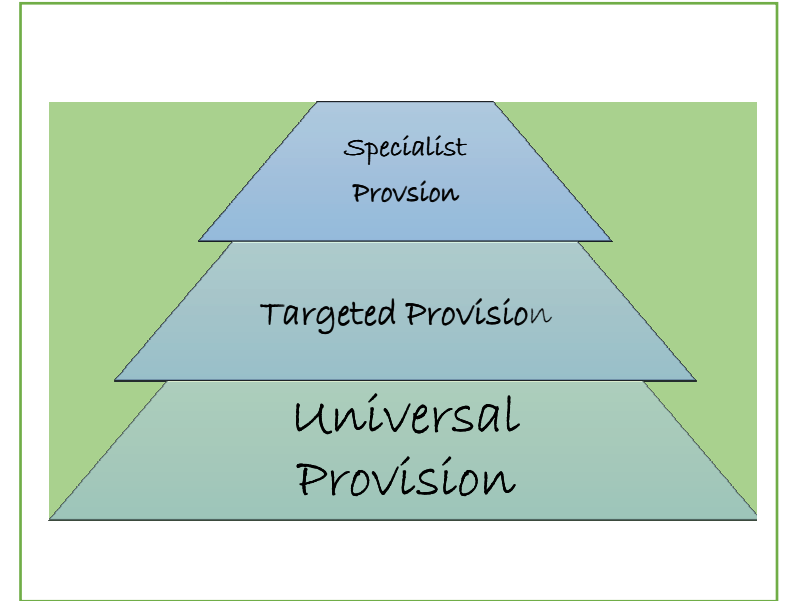 Specialist
Provsion
Targeted Provision
Universal
Provision